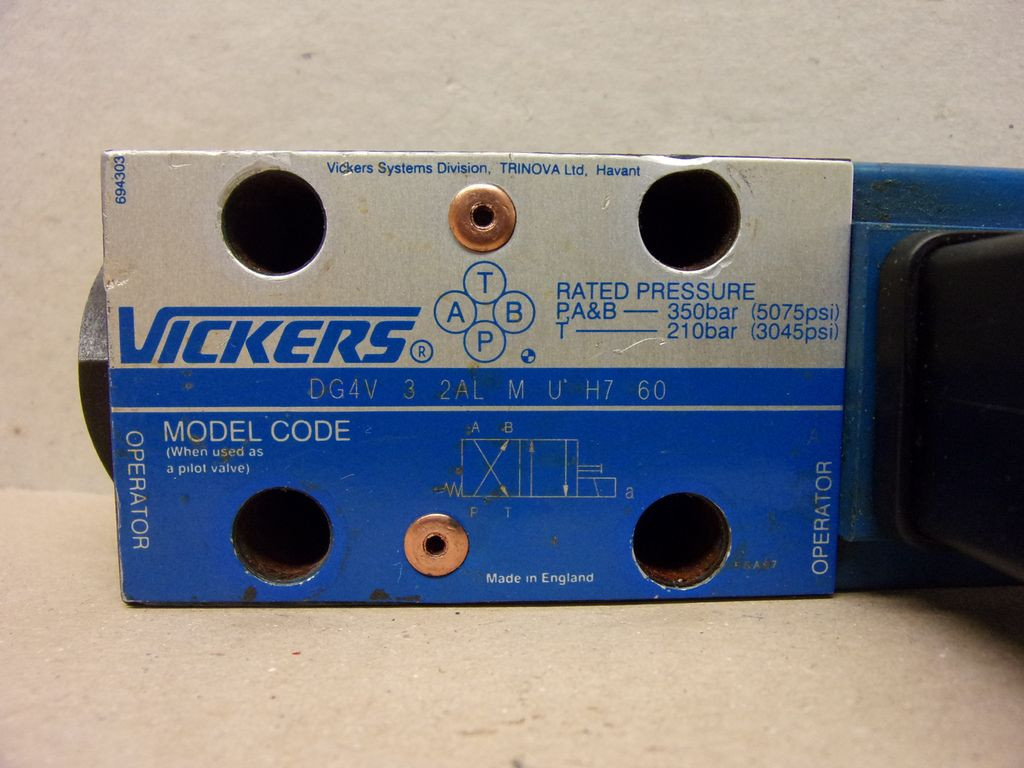 694303
Vickers Systems Division, TRINOVA Ltd, Havant
T
A B
P
VICKERS®
RATED PRESSURE
P,A&B — 350bar (5075psi)
T — 210bar (3045psi)
DG4V 3 2AL M U H7 60
MODEL CODE
(When used as
a pilot valve)
OPERATOR
A B
a
P T
OPERATOR
Made in England